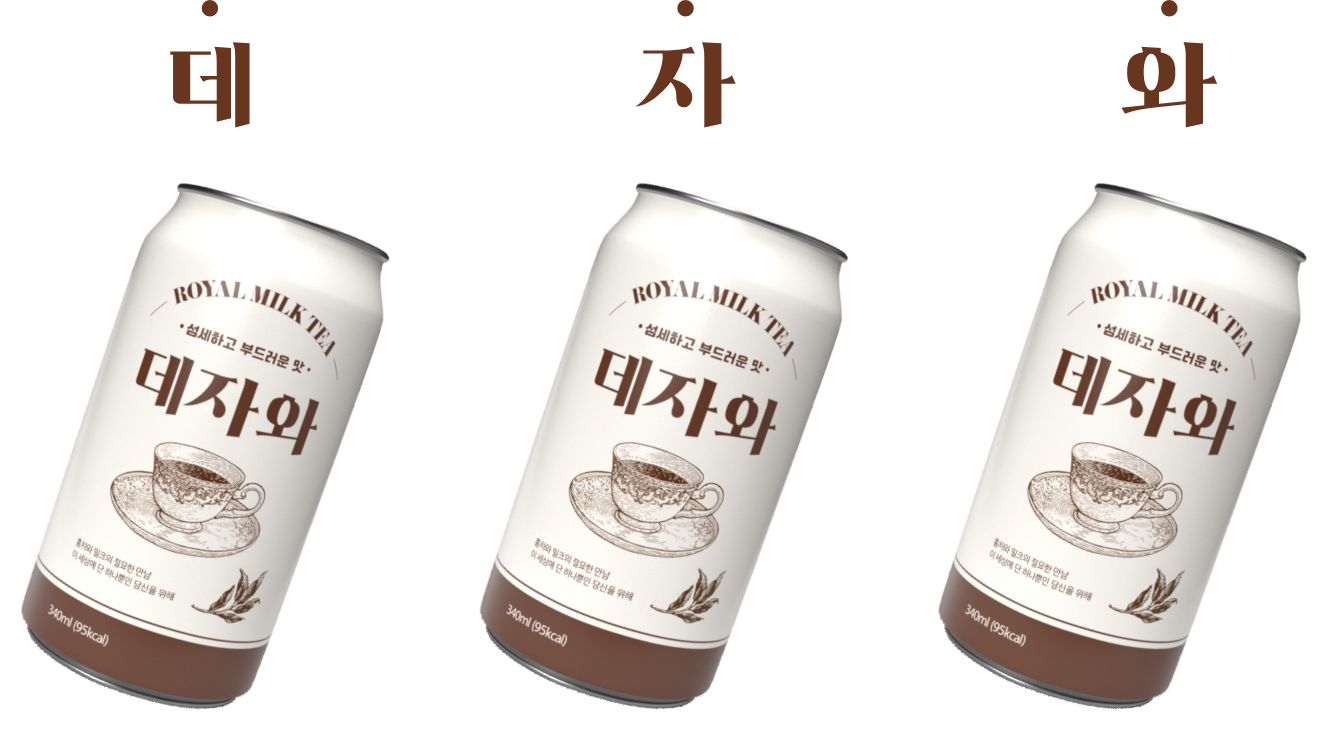 데 자 와
ROYAL MILK TEA
•섬세하고 부드러운 맛•
데자와
홍차와 밀크의 절묘한 만남
이 세상에 단 하나뿐인 당신을 위해
340ml (95kcal)
ROYAL MILK TEA
•섬세하고 부드러운 맛•
데자와
홍차와 밀크의 절묘한 만남
이 세상에 단 하나뿐인 당신을 위해
340ml (95kcal)
ROYAL MILK TEA
•섬세하고 부드러운 맛•
데자와
홍차와 밀크의 절묘한 만남
이 세상에 단 하나뿐인 당신을 위해
340ml (95kcal)